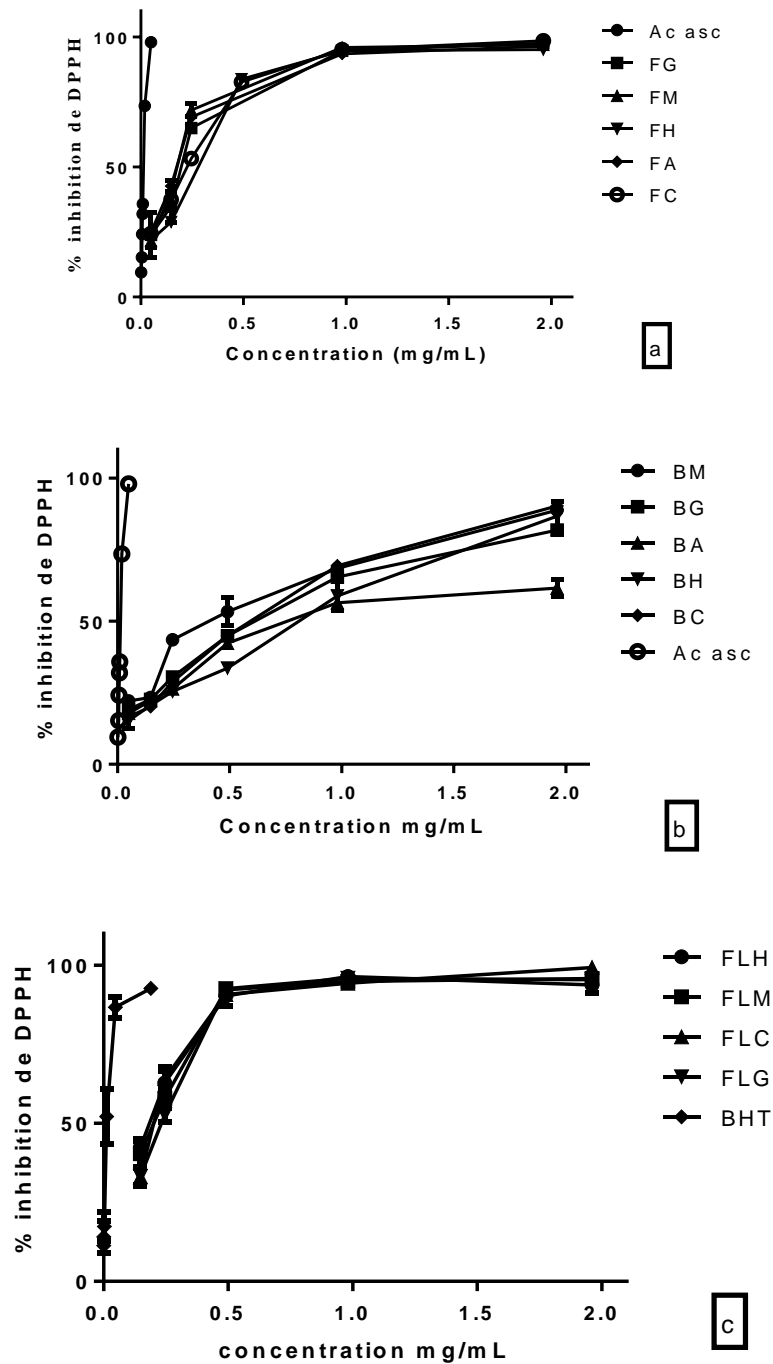 % inhibition de DPPH
100
50
0
0.0 0.5 1.0 1.5 2.0
Concentration (mg/mL)
Ac asc
FG
FM
FH
FA
FC
a
% inhibition de DPPH
100
50
0
0.0 0.5 1.0 1.5 2.0
Concentration mg/mL
BM
BG
BA
BH
BC
Ac asc
b
% inhibition de DPPH
100
50
0
0.0 0.5 1.0 1.5 2.0
concentration mg/mL
FLH
FLM
FLC
FLG
BHT
c